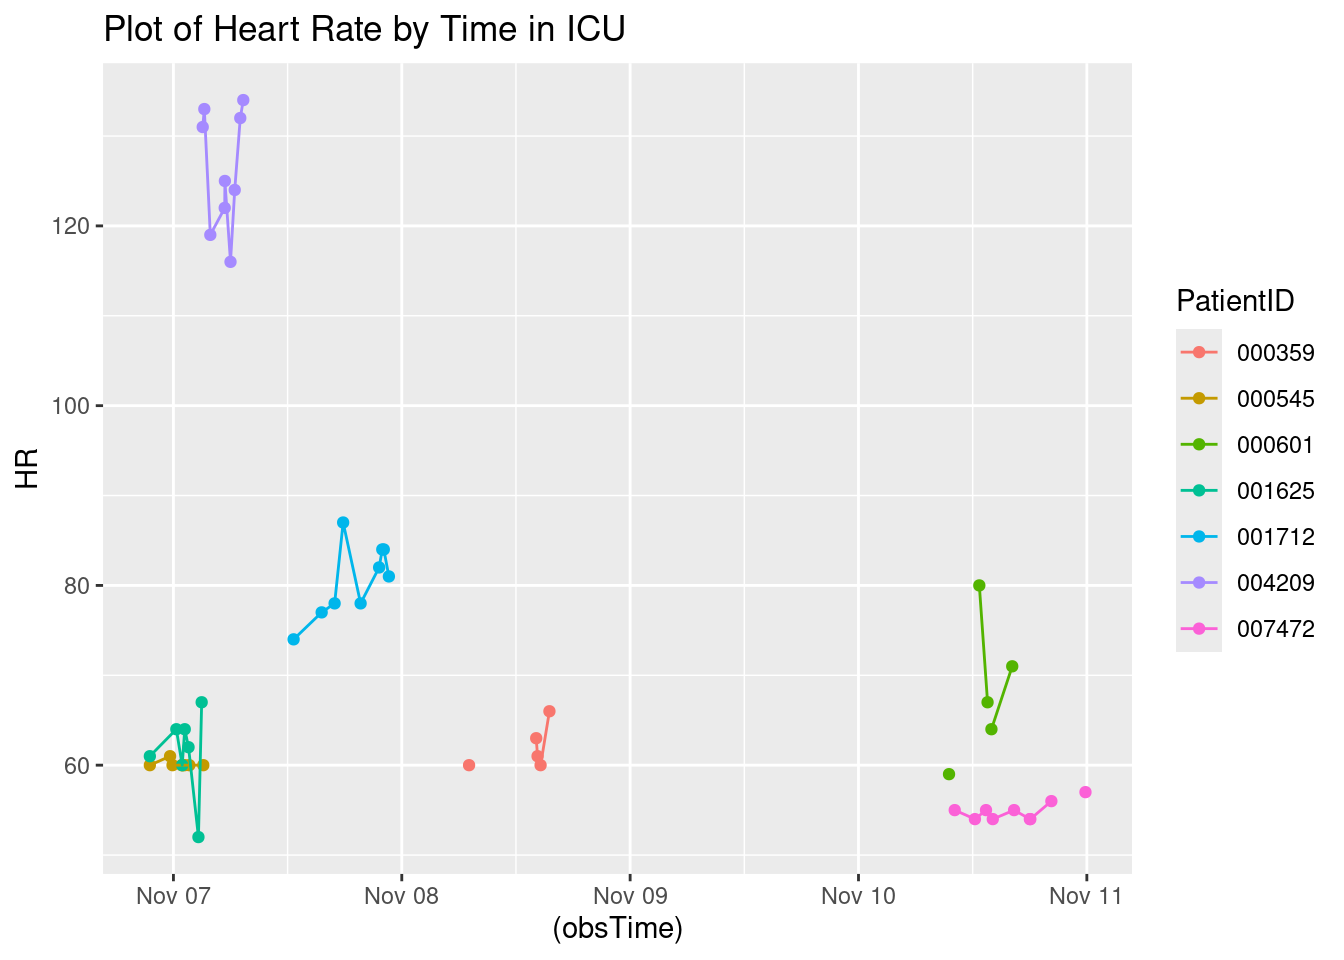 Plot of Heart Rate by Time in ICU
HR
120
100
80
60
Nov 07
Nov 08
Nov 09
Nov 10
Nov 11
(obsTime)
PatientID
000359
000545
000601
001625
001712
004209
007472